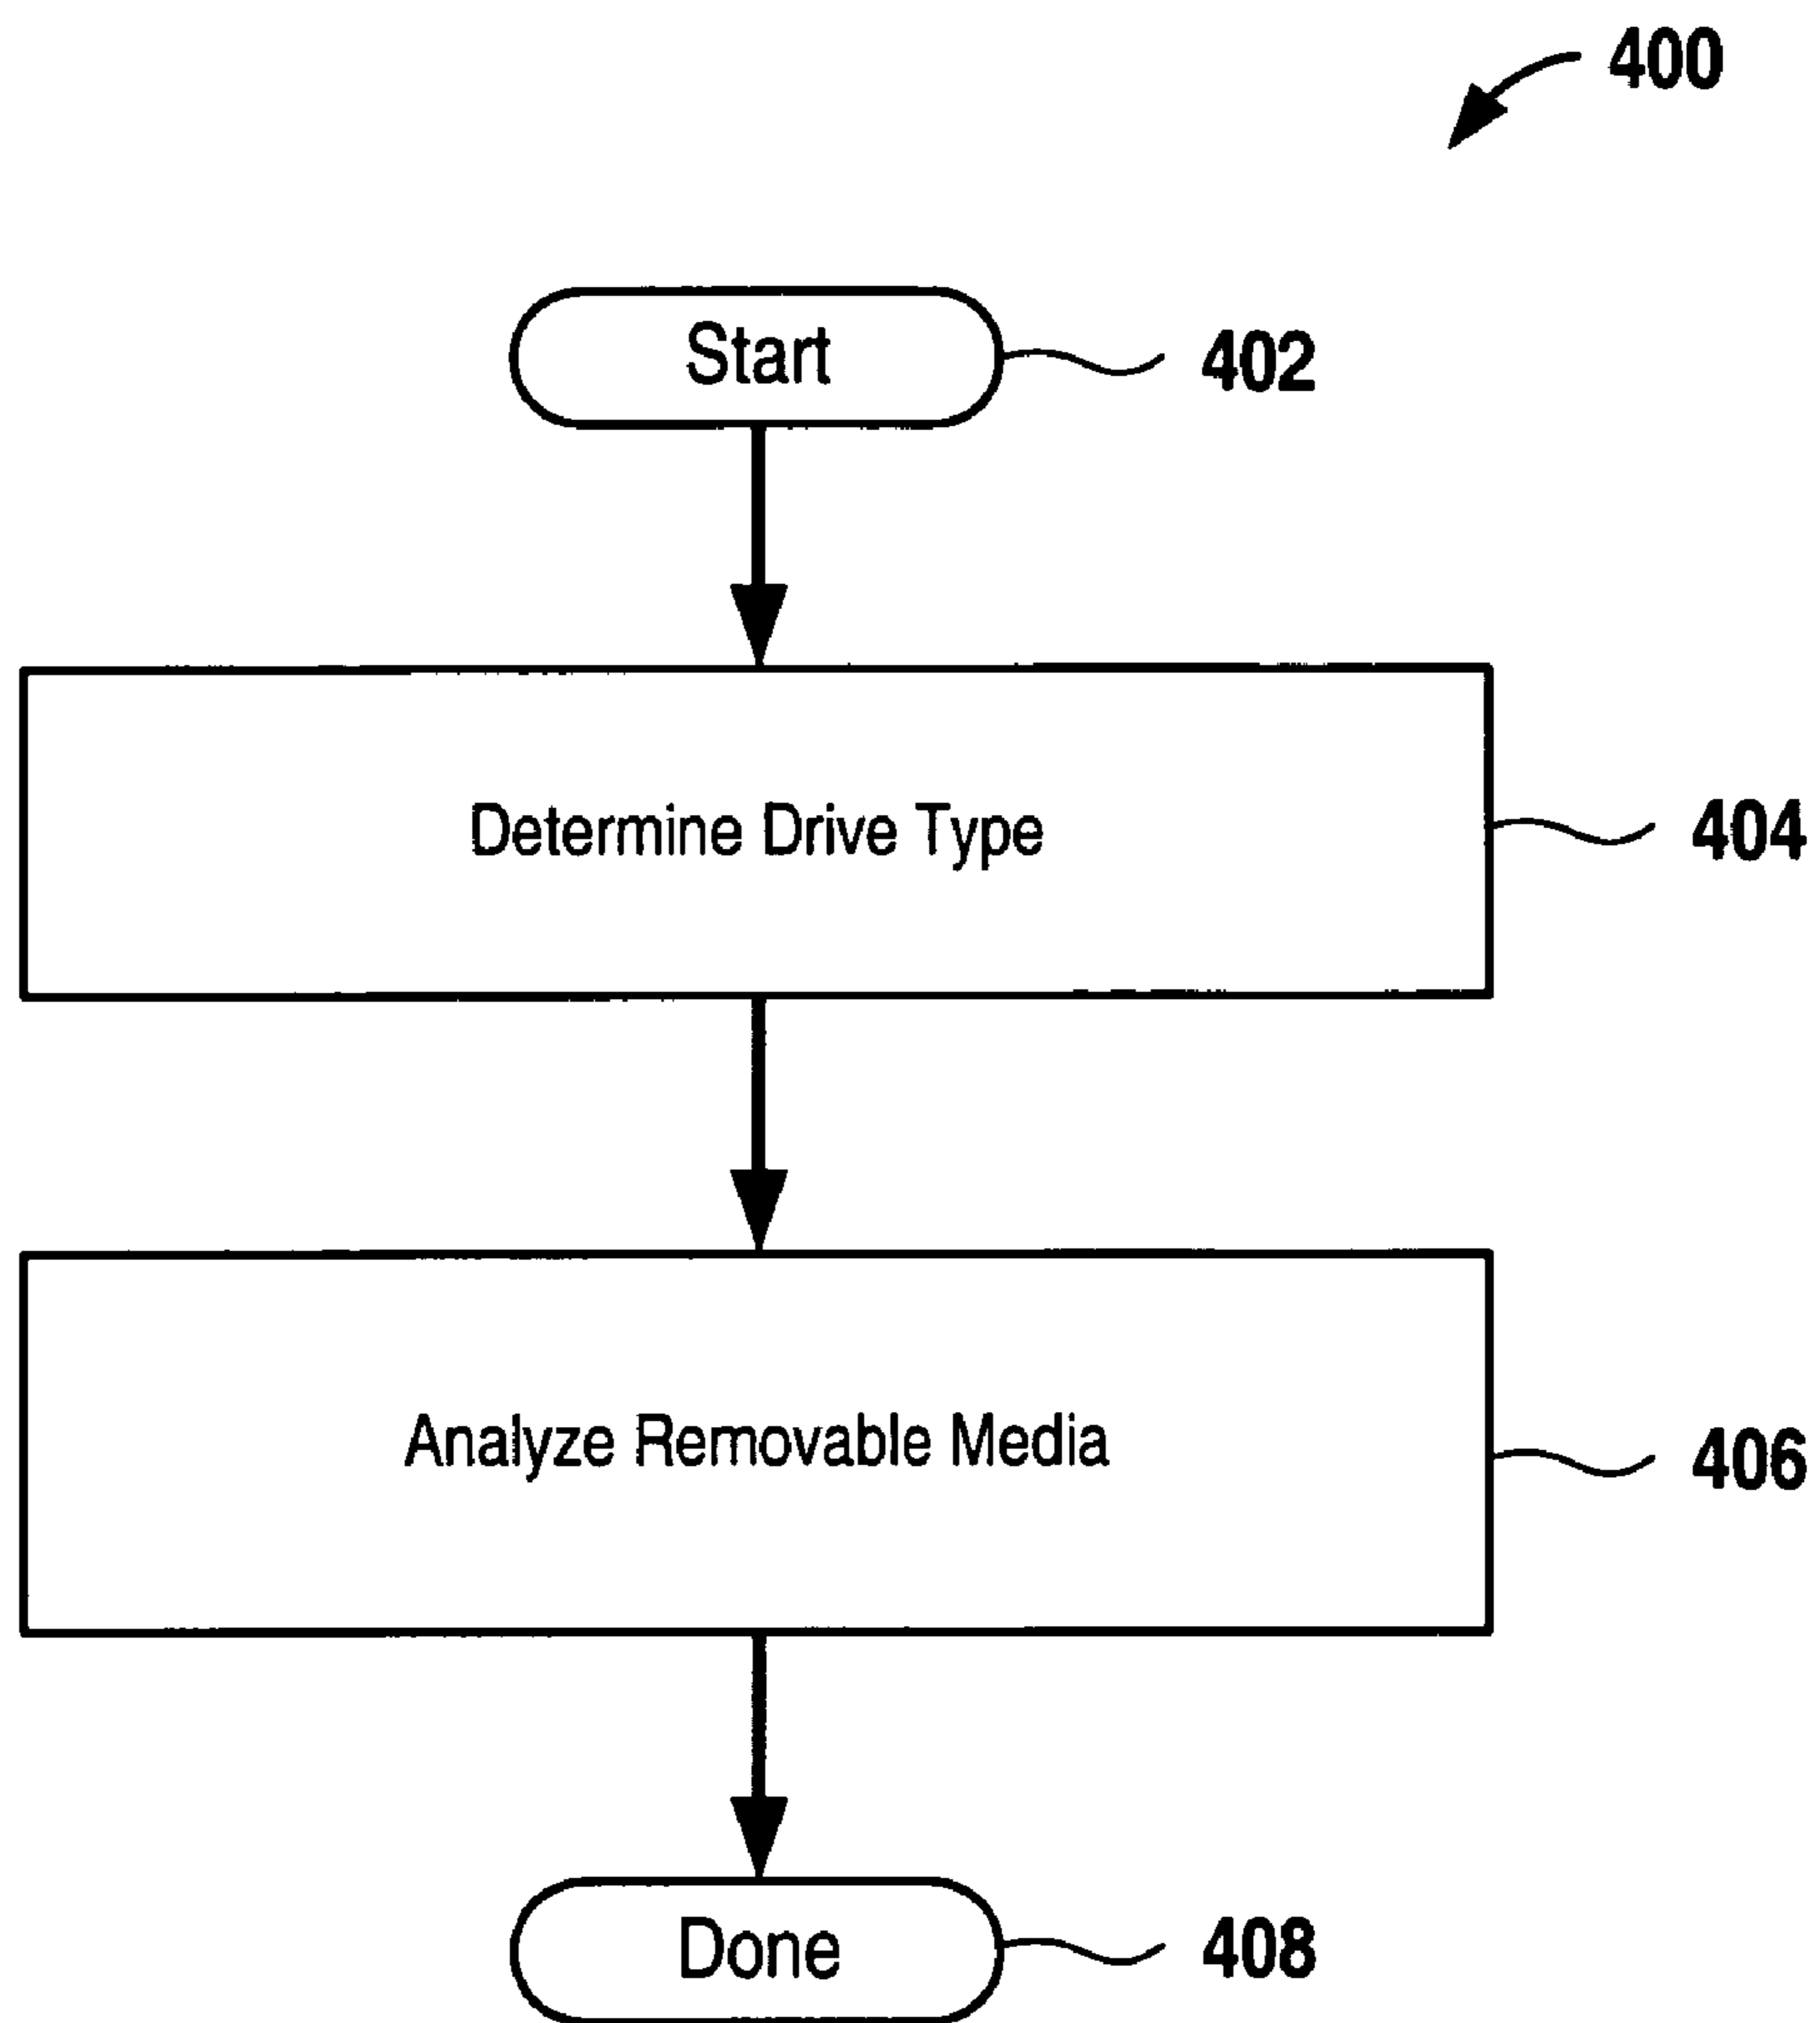 400
Start
402
Determine Drive Type
404
Analyze Removable Media
406
Done
408